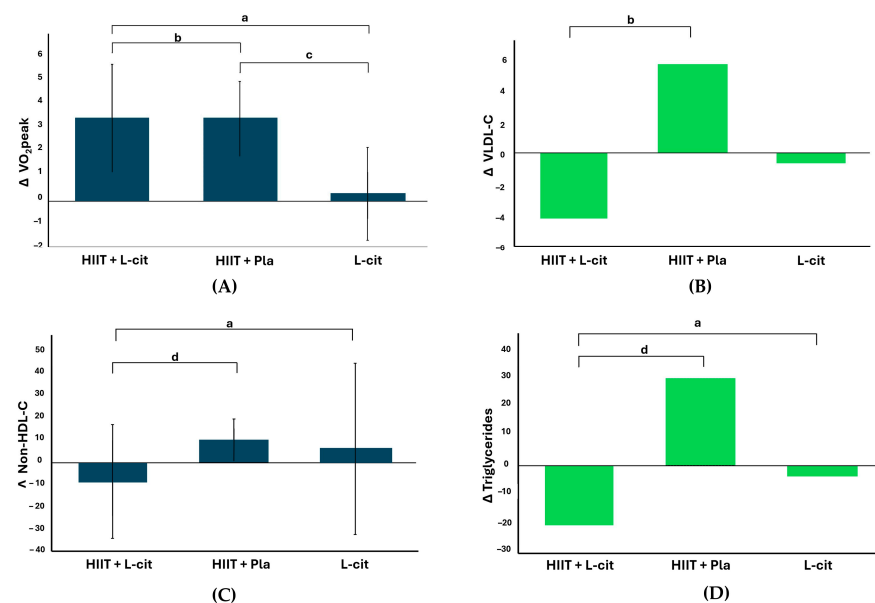 a
b
c
6
5
4
3
2
1
0
−1
−2
Δ VO₂peak
HIIT + L-cit
HIIT + Pla
L-cit
(A)
b
6
4
2
0
−2
−4
−6
Δ VLDL-C
HIIT + L-cit
HIIT + Pla
L-cit
(B)
a
d
50
40
30
20
10
0
−10
−20
−30
−40
Δ Non-HDL-C
HIIT + L-cit
HIIT + Pla
L-cit
(C)
a
d
40
30
20
10
0
−10
−20
−30
Δ Triglycerides
HIIT + L-cit
HIIT + Pla
L-cit
(D)